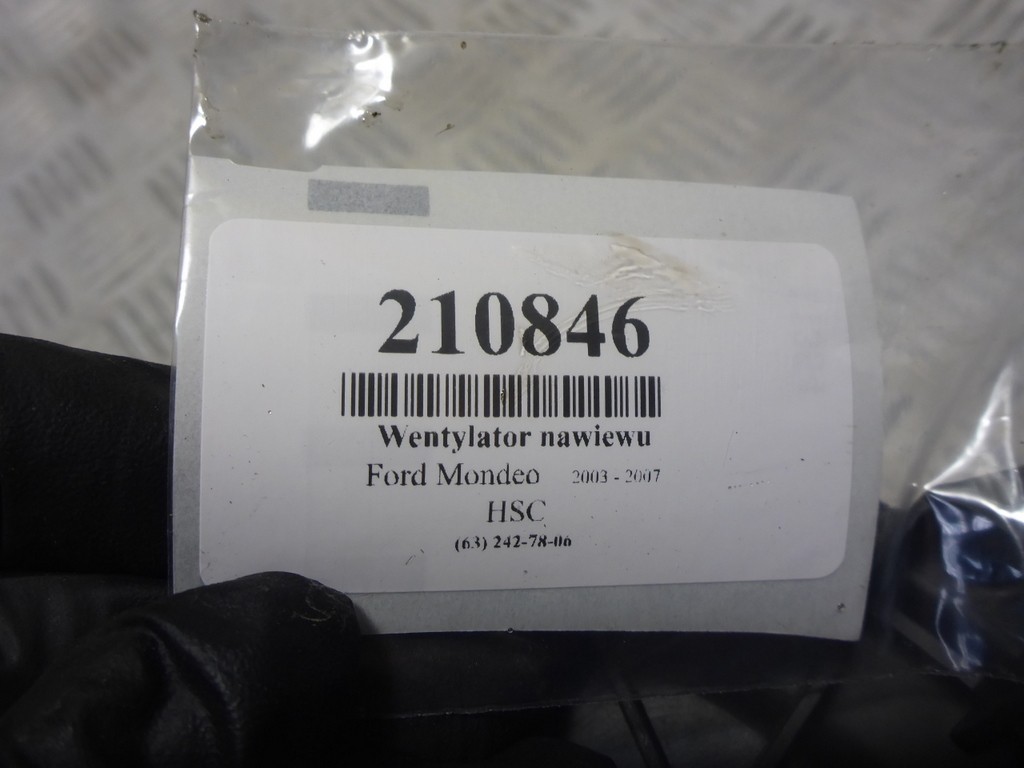 210846
Wentylator nawiewu
Ford Mondeo 2003 - 2007
HSC
(63) 242-78-06